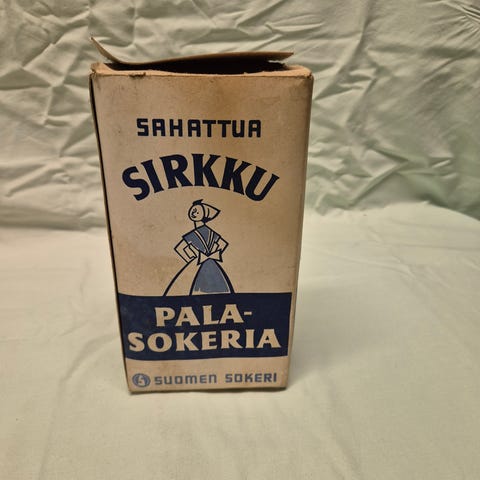 SAHATTUA
SIRKKU
PALA-
SOKERIA
SUOMEN SOKERI